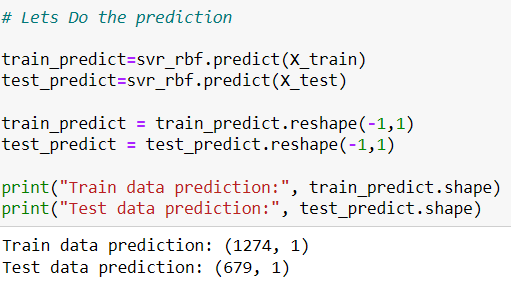 # Lets Do the prediction
train_predict=svr_rbf.predict(X_train)
test_predict=svr_rbf.predict(X_test)
train_predict = train_predict.reshape(-1,1)
test_predict = test_predict.reshape(-1,1)
print("Train data prediction:", train_predict.shape)
print("Test data prediction:", test_predict.shape)
Train data prediction: (1274, 1)
Test data prediction: (679, 1)